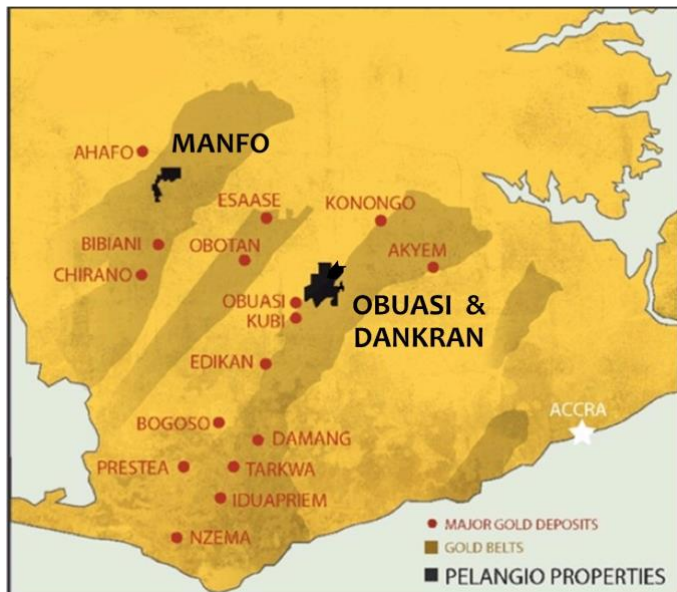 MANFO
AHAFO
ESAASE
KONONGO
BIBIANI
OBOTAN
AKYEM
CHIRANO
OBUASI
KUBI
OBUASI &
DANKRAN
EDIKAN
ACCRA
BOGOSO
DAMANG
PRESTEA
TARKWA
IDUAPRIEM
NZEMA
MAJOR GOLD DEPOSITS
GOLD BELTS
PELANGIO PROPERTIES